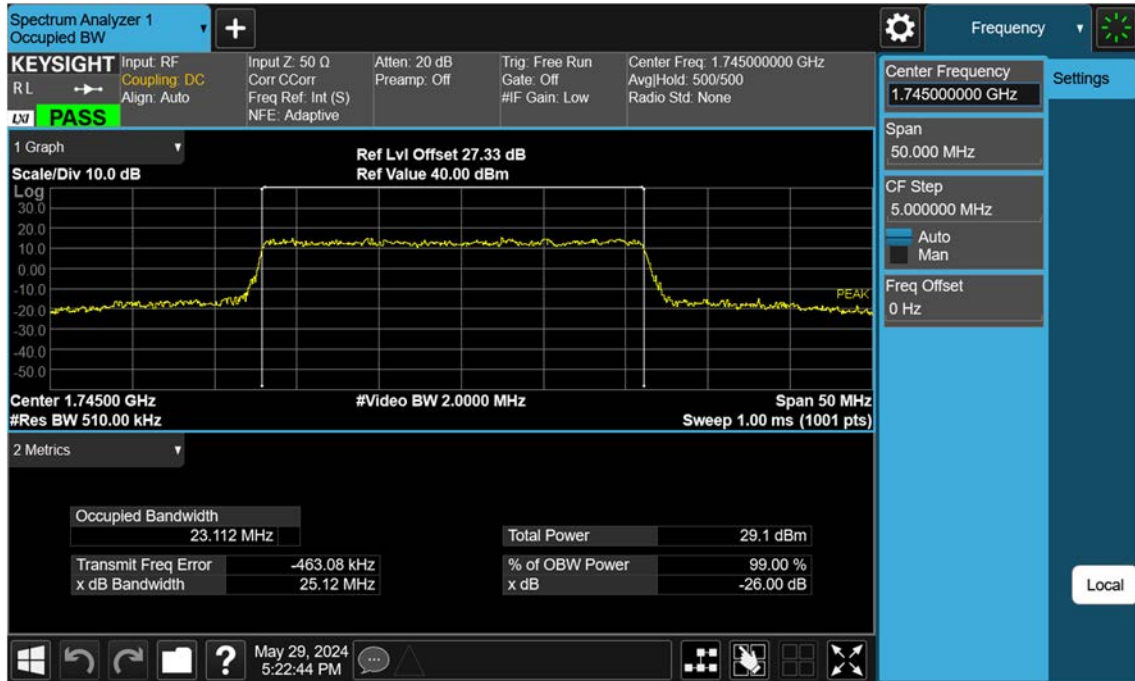 Spectrum Analyzer 1
Occupied BW
Frequency
KEYSIGHT
R L
LXI
PASS
Input: RF
Coupling: DC
Align: Auto
Input Z: 50 Ω
Corr CCorr
Freq Ref: Int (S)
NFE: Adaptive
Atten: 20 dB
Preamp: Off
Trig: Free Run
Gate: Off
#IF Gain: Low
Center Freq: 1.745000000 GHz
Avg|Hold: 500/500
Radio Std: None
1 Graph
Scale/Div 10.0 dB
Ref Lvl Offset 27.33 dB
Ref Value 40.00 dBm
Log
30.0
20.0
10.0
0.00
-10.0
-20.0
-30.0
-40.0
-50.0
PEAK
Center 1.74500 GHz
#Video BW 2.0000 MHz
Span 50 MHz
#Res BW 510.00 kHz
Sweep 1.00 ms (1001 pts)
2 Metrics
Occupied Bandwidth
23.112 MHz
Total Power 29.1 dBm
Transmit Freq Error -463.08 kHz
% of OBW Power 99.00 %
x dB Bandwidth 25.12 MHz
x dB -26.00 dB
?
May 29, 2024
5:22:44 PM
Center Frequency
1.745000000 GHz
Settings
Span
50.000 MHz
CF Step
5.000000 MHz
Auto
Man
Freq Offset
0 Hz
Local